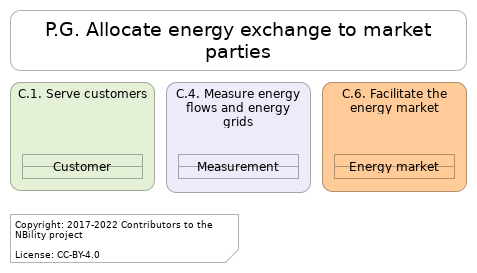 P.G. Allocate energy exchange to market
parties
C.1. Serve customers
Customer
C.4. Measure energy
flows and energy
grids
Measurement
C.6. Facilitate the
energy market
Energy market
Copyright: 2017-2022 Contributors to the
NBility project
License: CC-BY-4.0